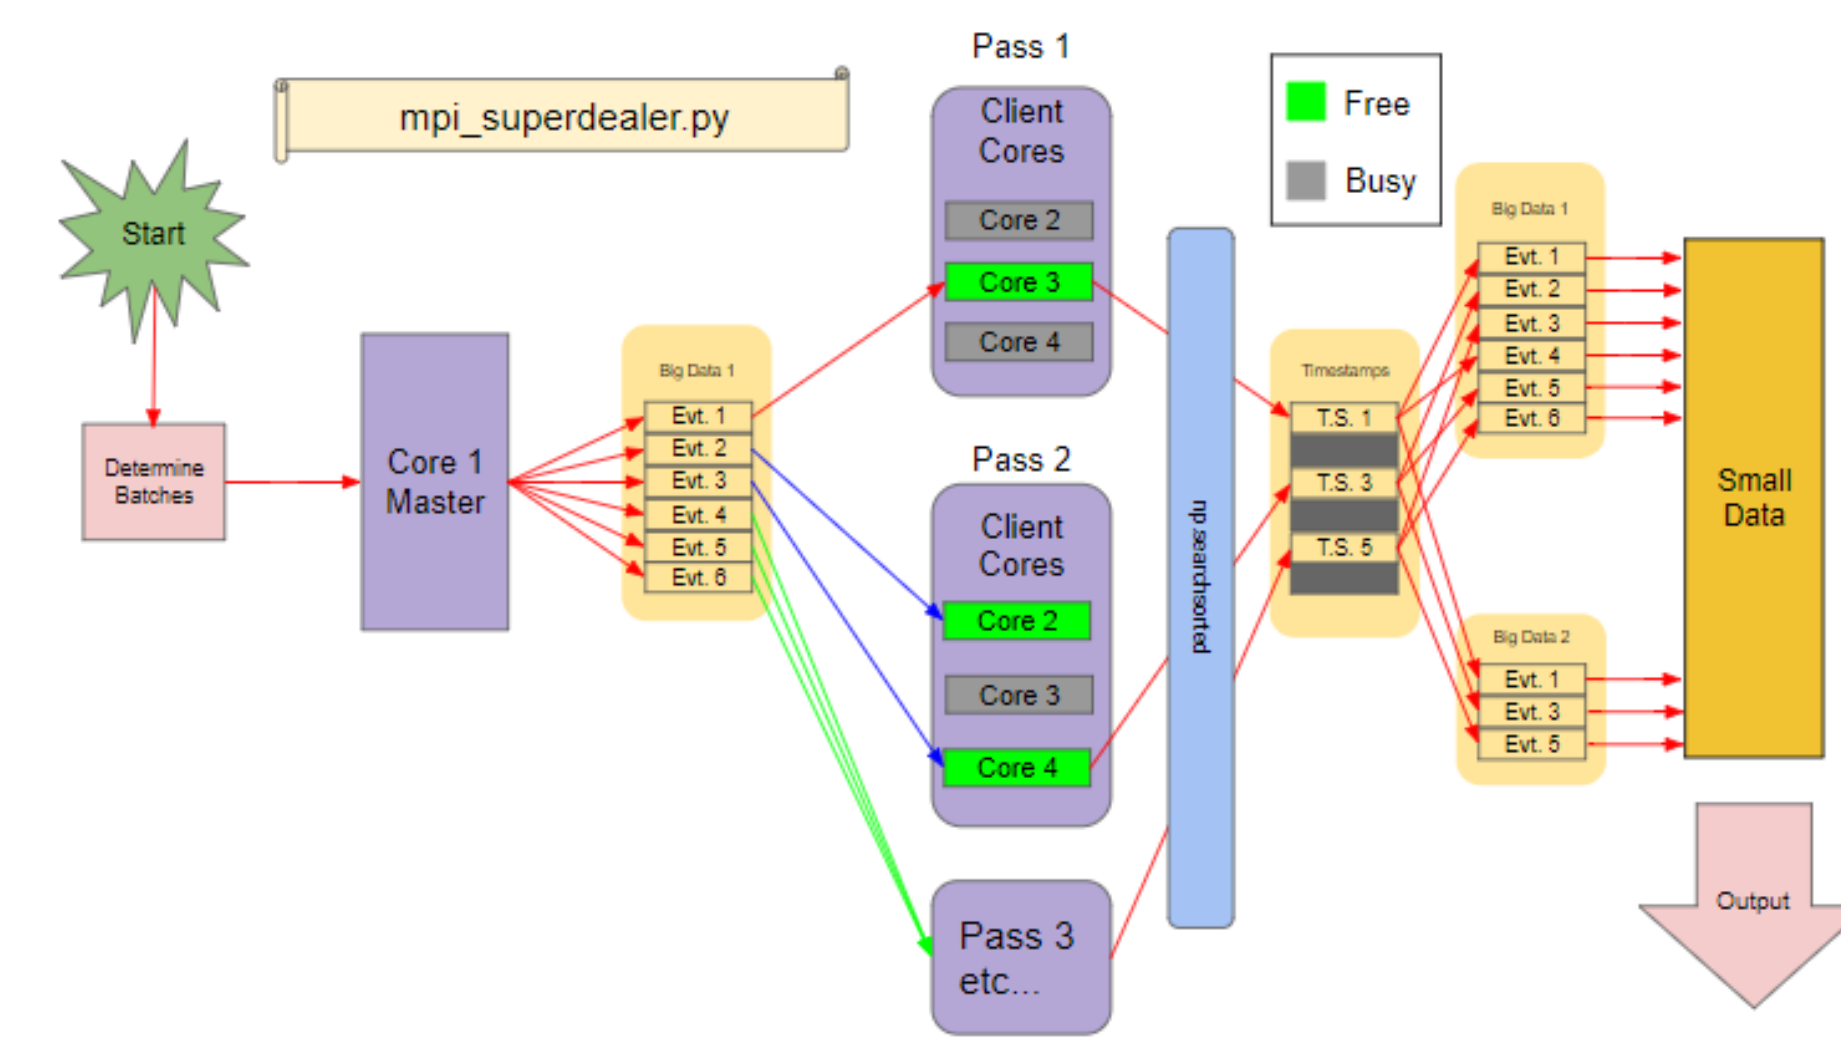 mpi_superdealer.py
Start
Determine
Batches
Core 1
Master
Big Data 1
Evt. 1
Evt. 2
Evt. 3
Evt. 4
Evt. 5
Evt. 6
Pass 1
Client
Cores
Core 2
Core 3
Core 4
Pass 2
Client
Cores
Core 2
Core 3
Core 4
Pass 3
etc...
np.searchsorted
Free
Busy
Timestamps
T.S. 1
T.S. 3
T.S. 5
Big Data 1
Evt. 1
Evt. 2
Evt. 3
Evt. 4
Evt. 5
Evt. 6
Big Data 2
Evt. 1
Evt. 3
Evt. 5
Small
Data
Output